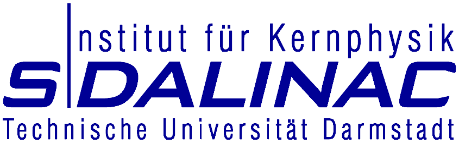 Institut für Kernphysik
S|DALINAC
Technische Universität Darmstadt